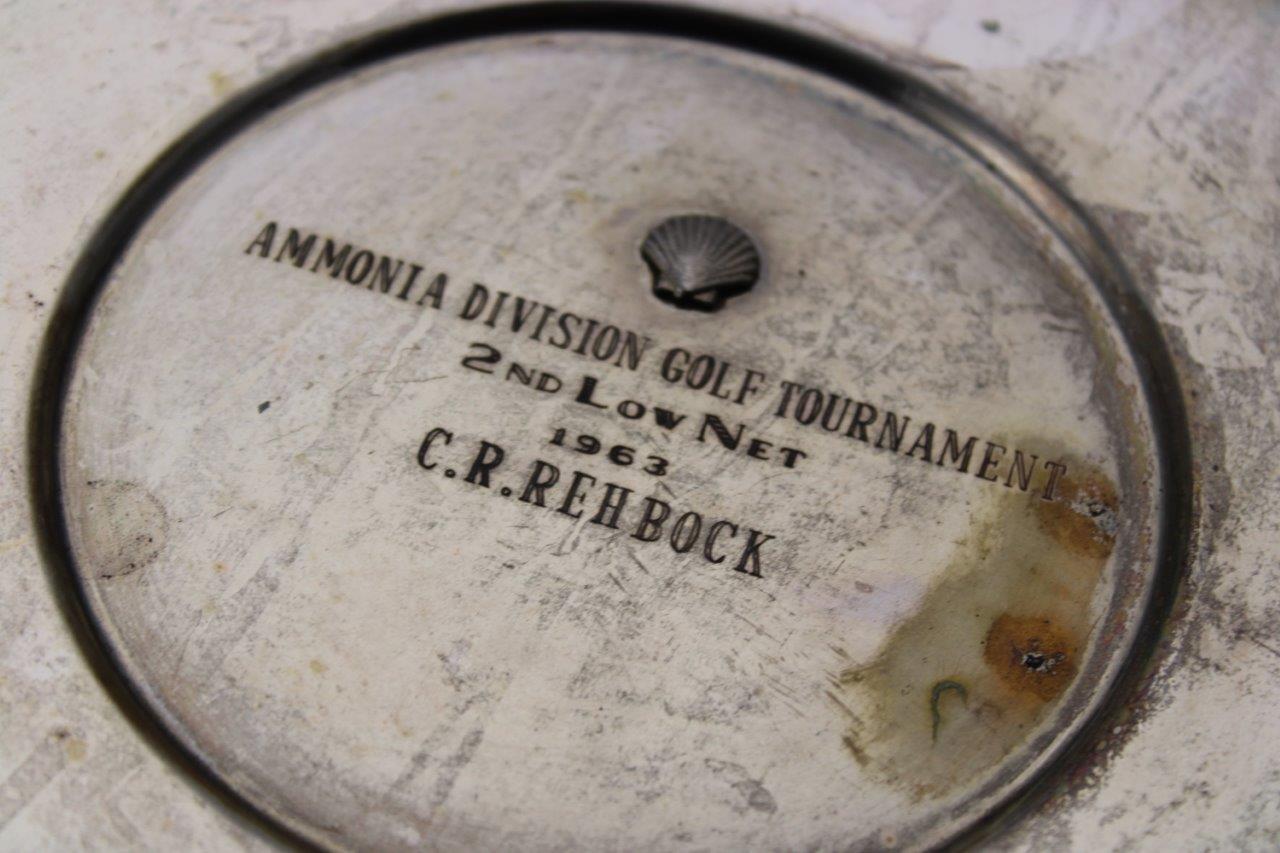 AMMONIA DIVISION GOLF TOURNAMENT
2ND LOW NET
1963
C.R.REHBOCK